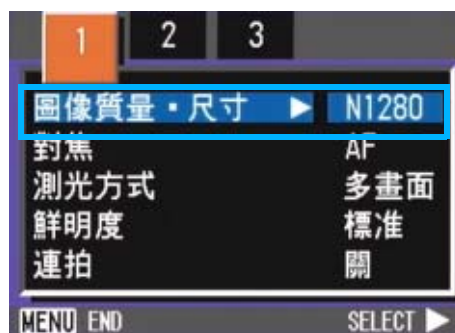 1 2 3
圖像質量・尺寸 ▶ N1280
對焦 AF
測光方式 多畫面
鮮明度 標准
連拍 關
MENU END SELECT ▶